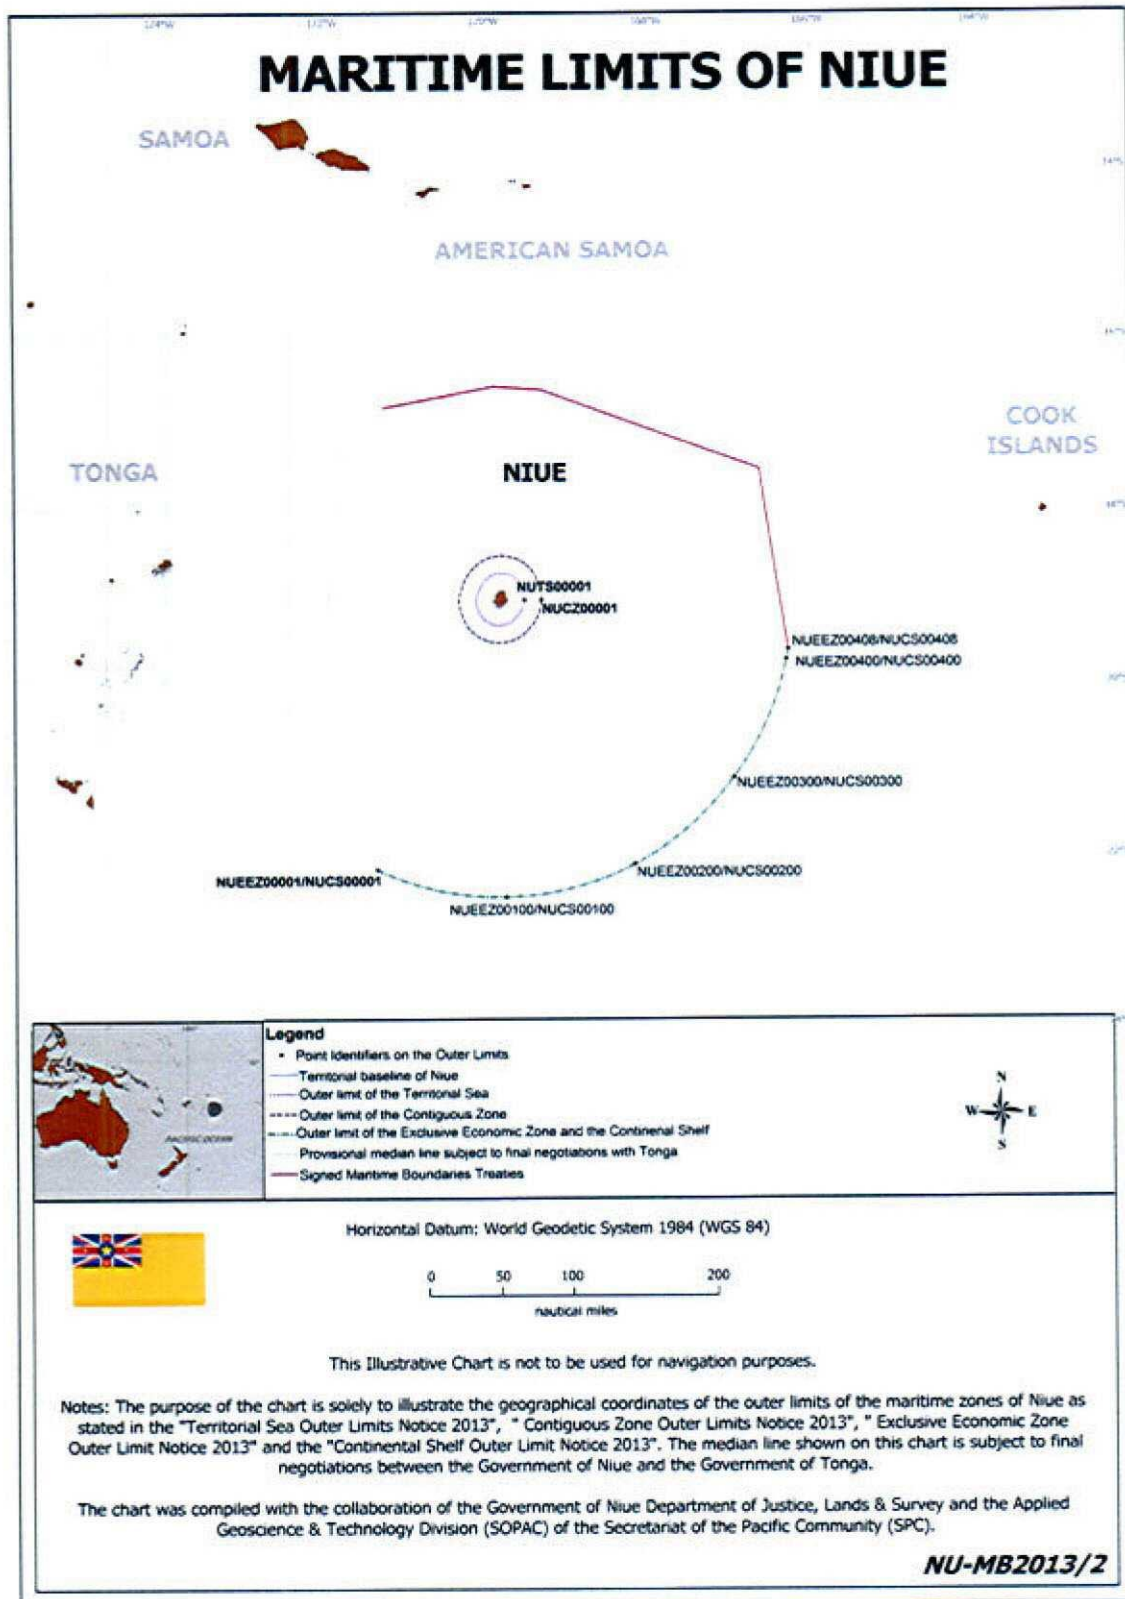 174°W 172°W 170°W 168°W 166°W 164°W
MARITIME LIMITS OF NIUE
SAMOA
AMERICAN SAMOA
COOK
ISLANDS
TONGA
NIUE
NUTS00001
NUCZ00001
NUEEZ00408/NUCS00408
NUEEZ00400/NUCS00400
NUEEZ00300/NUCS00300
NUEEZ00200/NUCS00200
NUEEZ00001/NUCS00001
NUEEZ00100/NUCS00100
PACIFIC OCEAN
Legend
Point Identifiers on the Outer Limits
Territorial baseline of Niue
Outer limit of the Territorial Sea
Outer limit of the Contiguous Zone
Outer limit of the Exclusive Economic Zone and the Continenal Shelf
Provisional median line subject to final negotiations with Tonga
Signed Maritime Boundaries Treaties
N
W E
S
Horizontal Datum: World Geodetic System 1984 (WGS 84)
0 50 100 200
nautical miles
This Illustrative Chart is not to be used for navigation purposes.
Notes: The purpose of the chart is solely to illustrate the geographical coordinates of the outer limits of the maritime zones of Niue as
stated in the "Territorial Sea Outer Limits Notice 2013", " Contiguous Zone Outer Limits Notice 2013", " Exclusive Economic Zone
Outer Limit Notice 2013" and the "Continental Shelf Outer Limit Notice 2013". The median line shown on this chart is subject to final
negotiations between the Government of Niue and the Government of Tonga.
The chart was compiled with the collaboration of the Government of Niue Department of Justice, Lands & Survey and the Applied
Geoscience & Technology Division (SOPAC) of the Secretariat of the Pacific Community (SPC).
NU-MB2013/2